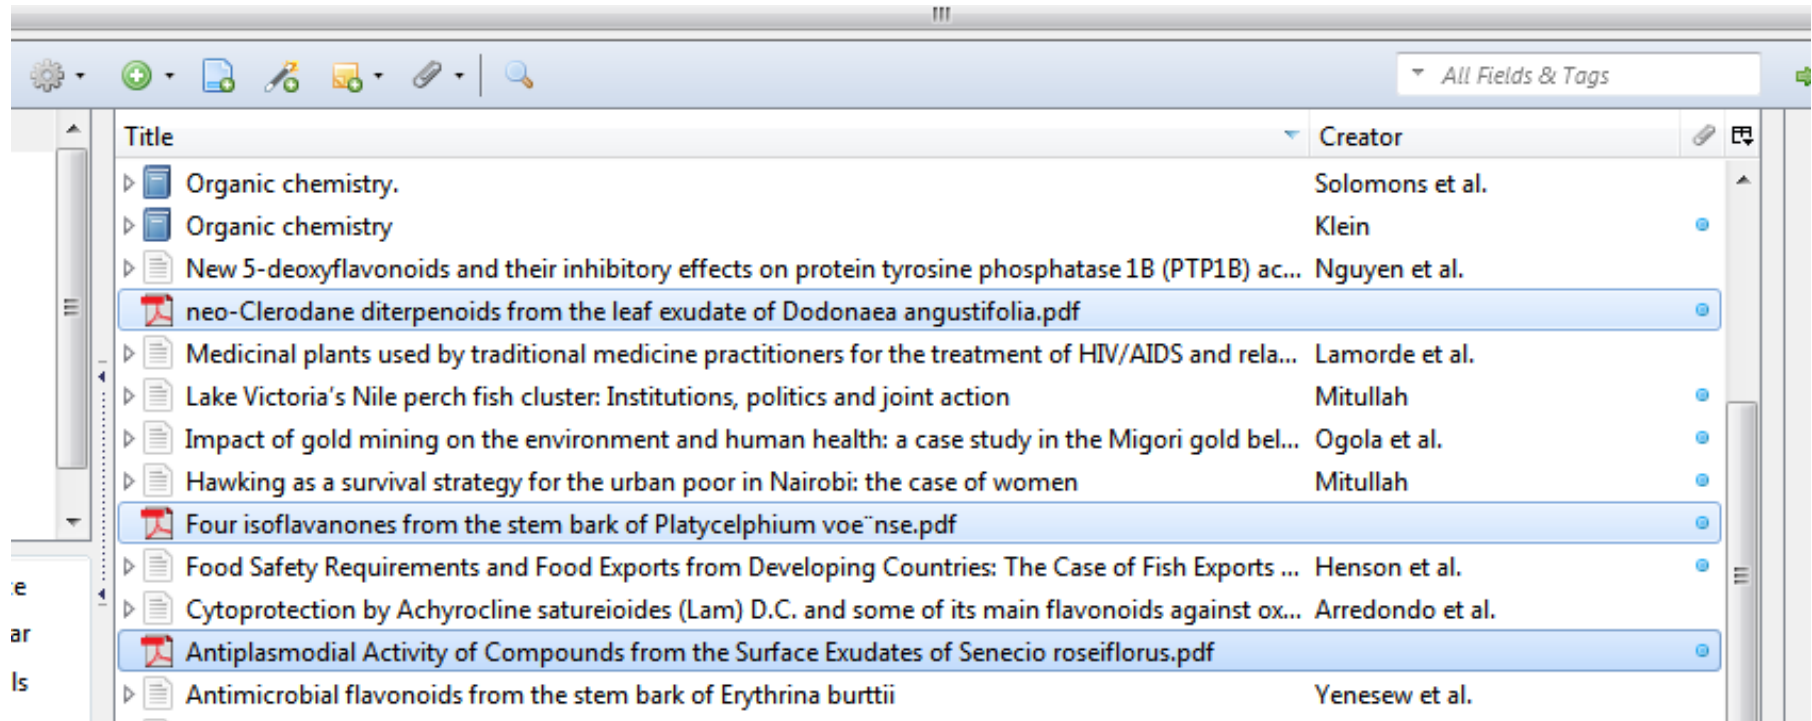 All Fields & Tags
Title Creator
Organic chemistry. Solomons et al.
Organic chemistry Klein
New 5-deoxyflavonoids and their inhibitory effects on protein tyrosine phosphatase 1B (PTP1B) ac... Nguyen et al.
neo-Clerodane diterpenoids from the leaf exudate of Dodonaea angustifolia.pdf
Medicinal plants used by traditional medicine practitioners for the treatment of HIV/AIDS and rela... Lamorde et al.
Lake Victoria's Nile perch fish cluster: Institutions, politics and joint action Mitullah
Impact of gold mining on the environment and human health: a case study in the Migori gold bel... Ogola et al.
Hawking as a survival strategy for the urban poor in Nairobi: the case of women Mitullah
Four isoflavanones from the stem bark of Platycelphium voe¨nse.pdf
Food Safety Requirements and Food Exports from Developing Countries: The Case of Fish Exports ... Henson et al.
:e
Cytoprotection by Achyrocline satureioides (Lam) D.C. and some of its main flavonoids against ox... Arredondo et al.
ar
Antiplasmodial Activity of Compounds from the Surface Exudates of Senecio roseiflorus.pdf
ls
Antimicrobial flavonoids from the stem bark of Erythrina burttii Yenesew et al.